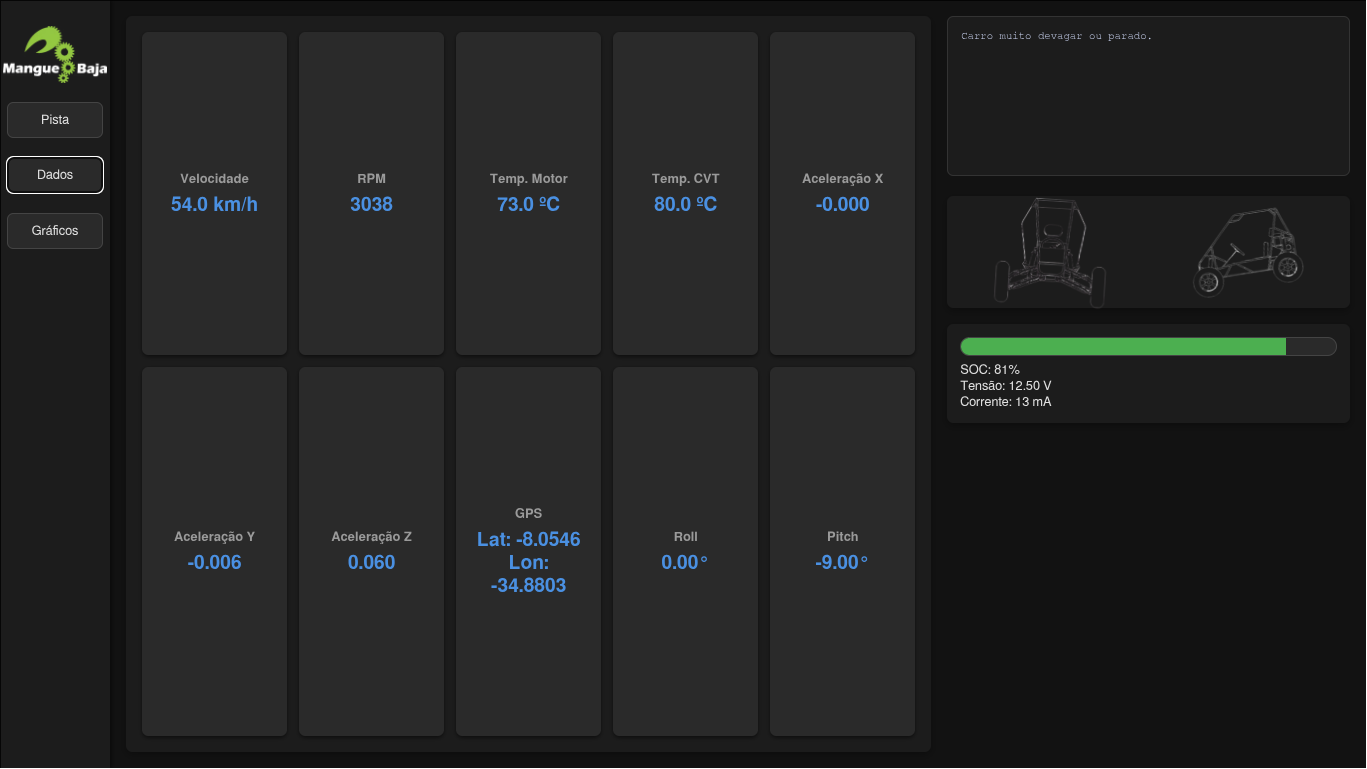 Mangue Baja
Pista
Dados
Gráficos
Velocidade
54.0 km/h
RPM
3038
Temp. Motor
73.0 ºC
Temp. CVT
80.0 ºC
Aceleração X
-0.000
Aceleração Y
-0.006
Aceleração Z
0.060
GPS
Lat: -8.0546
Lon:
-34.8803
Roll
0.00°
Pitch
-9.00°
Carro muito devagar ou parado.
SOC: 81%
Tensão: 12.50 V
Corrente: 13 mA